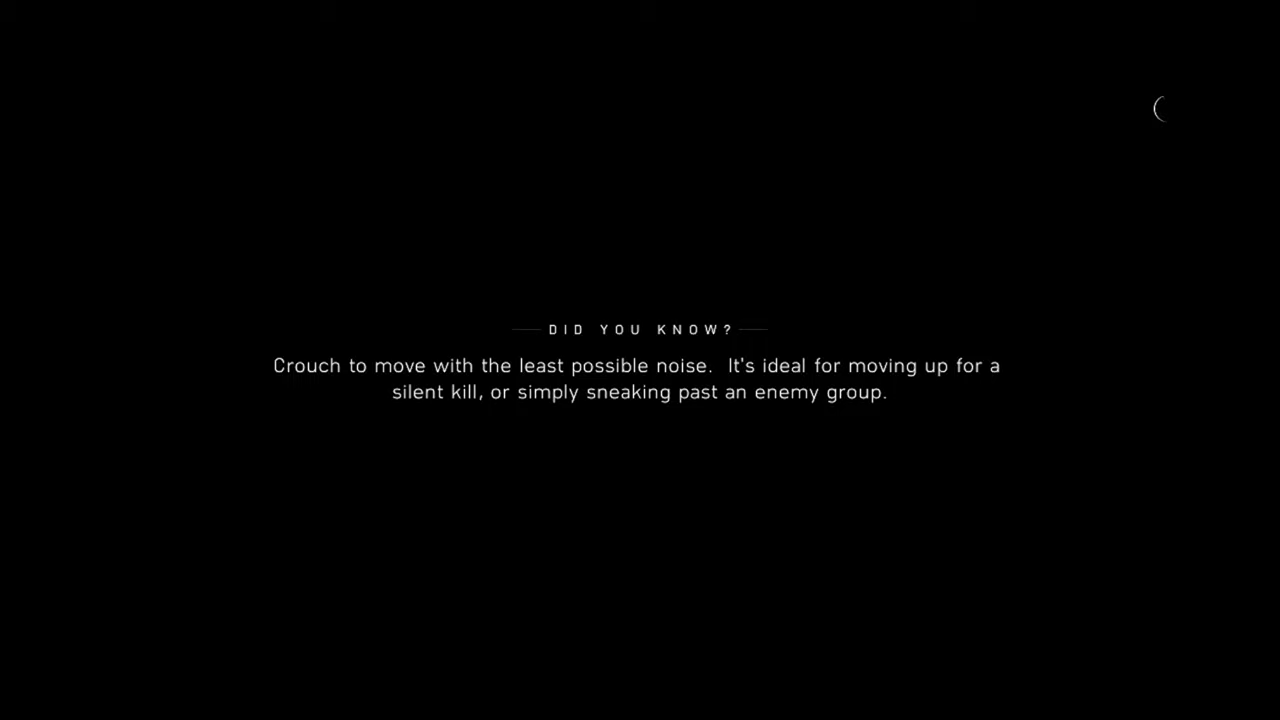 DID YOU KNOW?
Crouch to move with the least possible noise.  It's ideal for moving up for a
silent kill, or simply sneaking past an enemy group.